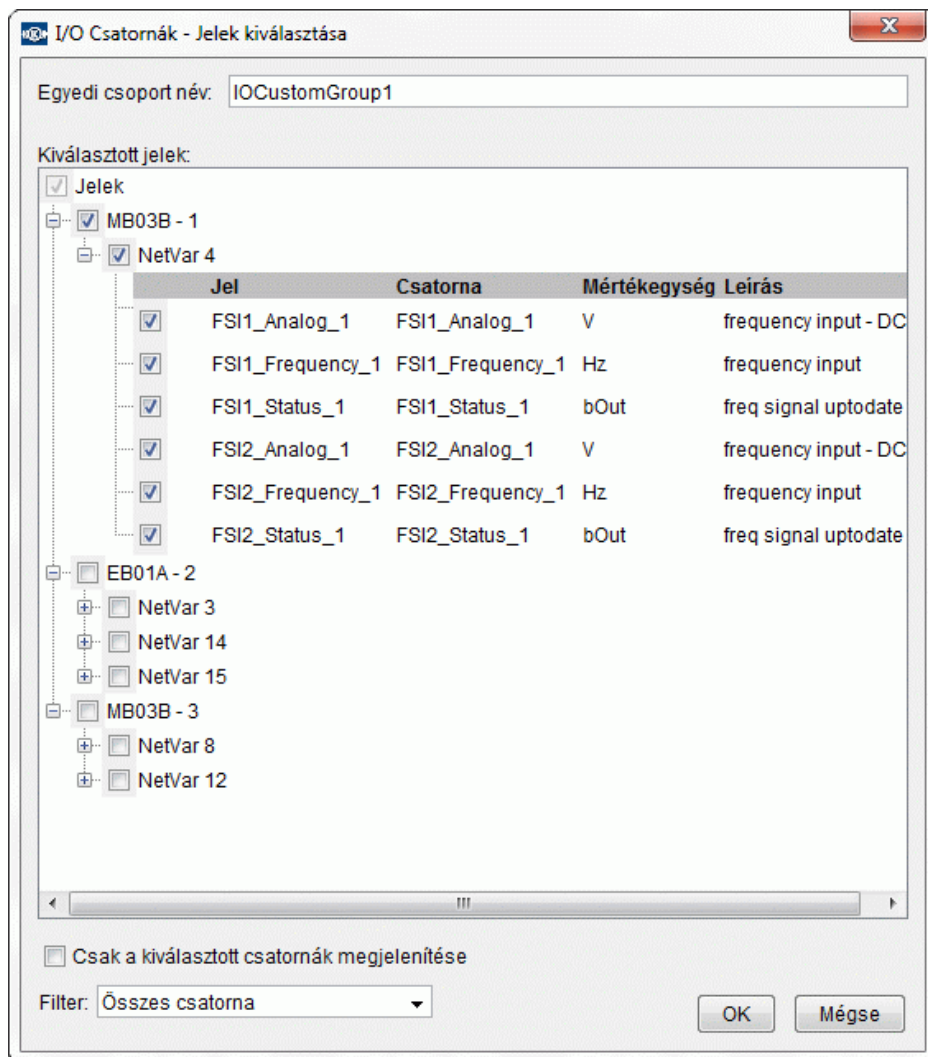 I/O Csatornák - Jelek kiválasztása
Egyedi csoport név: IOCustomGroup1
Kiválasztott jelek:
Jelek
MB03B - 1
NetVar 4
Jel Csatorna Mértékegység Leírás
FSI1_Analog_1 FSI1_Analog_1 V frequency input - DC
FSI1_Frequency_1 FSI1_Frequency_1 Hz frequency input
FSI1_Status_1 FSI1_Status_1 bOut freq signal uptodate
FSI2_Analog_1 FSI2_Analog_1 V frequency input - DC
FSI2_Frequency_1 FSI2_Frequency_1 Hz frequency input
FSI2_Status_1 FSI2_Status_1 bOut freq signal uptodate
EB01A - 2
NetVar 3
NetVar 14
NetVar 15
MB03B - 3
NetVar 8
NetVar 12
Csak a kiválasztott csatornák megjelenítése
Filter: Összes csatorna
OK Mégse